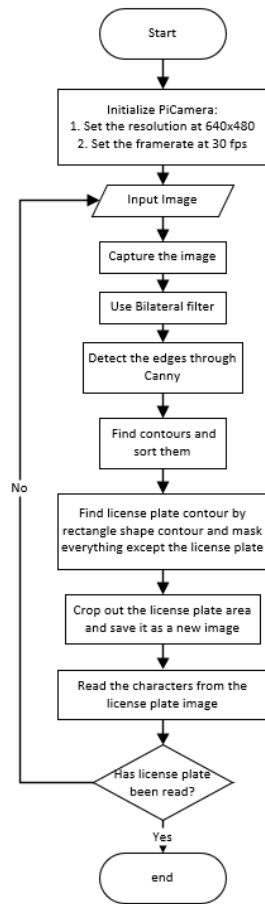 Start
Initialize PiCamera:
1. Set the resolution at 640x480
2. Set the framerate at 30 fps
Input Image
Capture the image
Use Bilateral filter
Detect the edges through
Canny
Find contours and
sort them
No
Find license plate contour by
rectangle shape contour and mask
everything except the license plate
Crop out the license plate area
and save it as a new image
Read the characters from the
license plate image
Has license plate
been read?
Yes
end